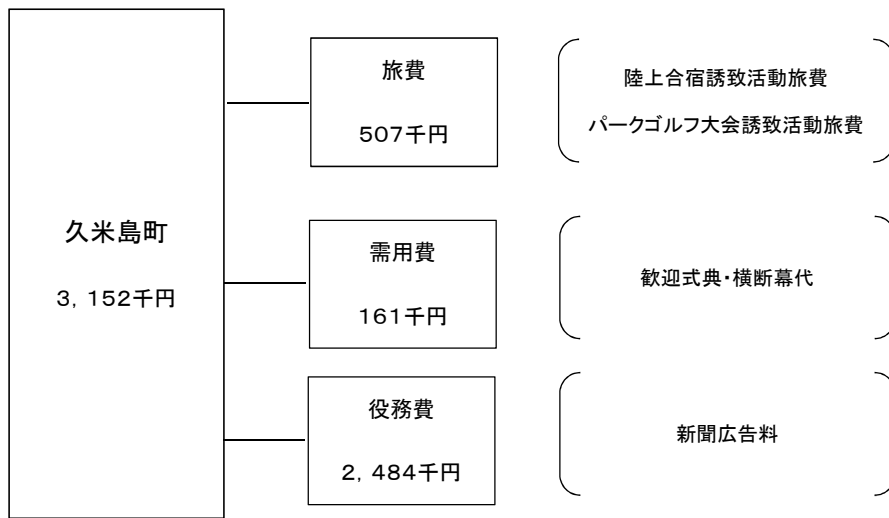 久米島町
3，152千円
旅費
507千円
陸上合宿誘致活動旅費
パークゴルフ大会誘致活動旅費
需用費
161千円
歓迎式典・横断幕代
役務費
2，484千円
新聞広告料